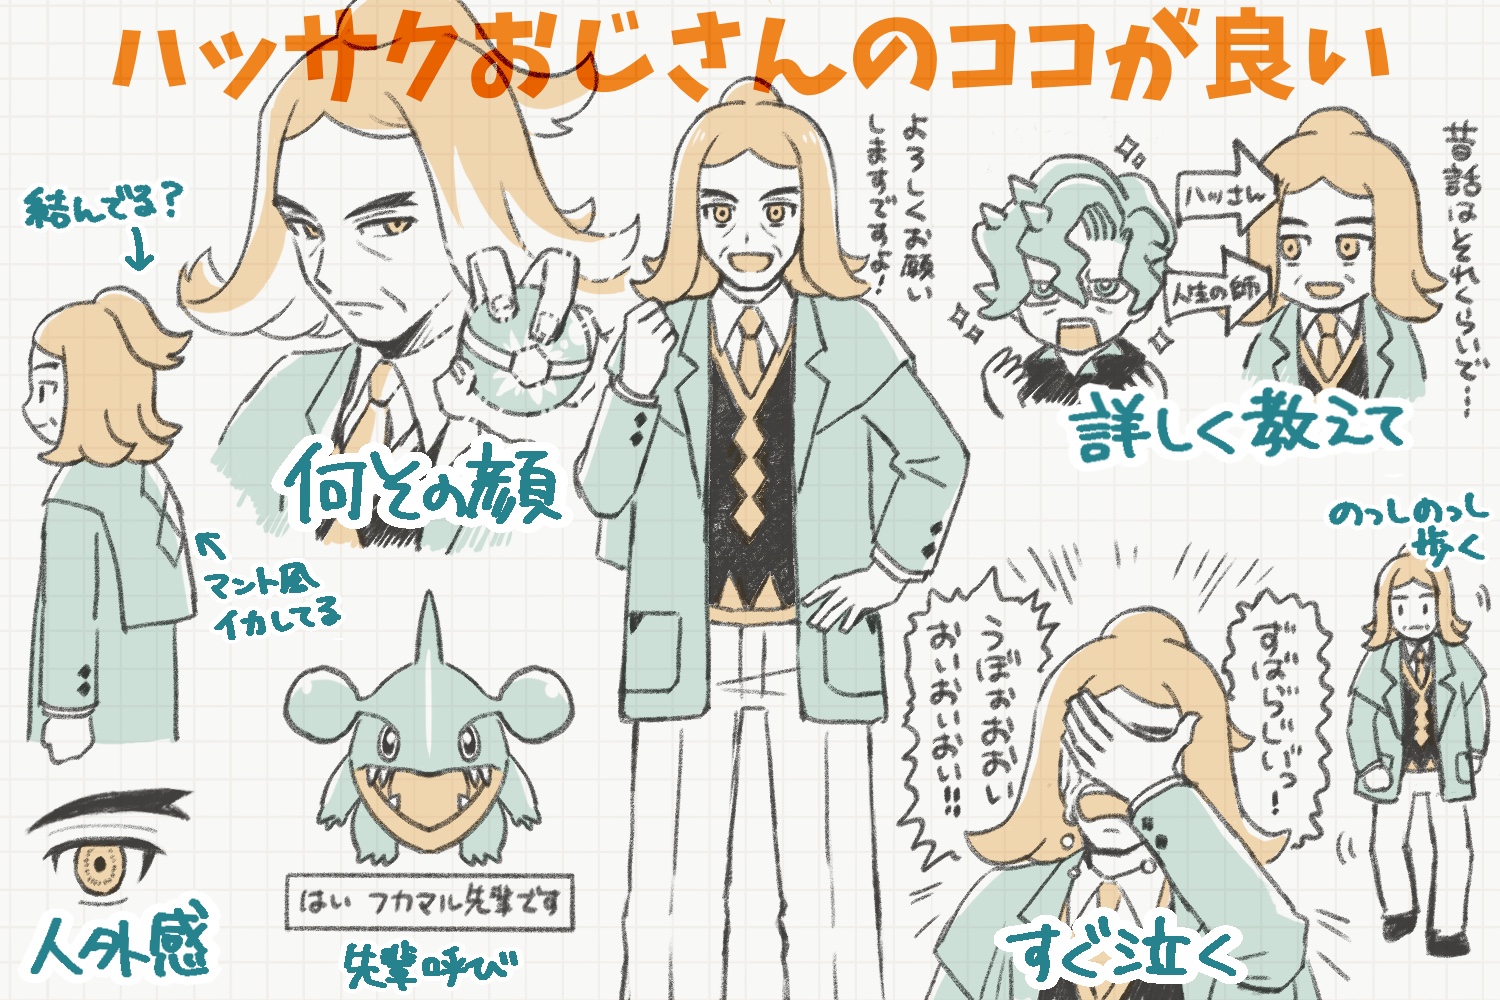 ハッサクおじさんのココが良い
結んでる?
何その顔
よろしくお願い
しますですよ!
ハッさん
人生の師
昔話はそれくらいで…
詳しく教えて
マント風
イカしてる
人外感
はい フカマル先輩です
先輩呼び
うぼぉおおい
おいおいおい!!
ずばらじいっ!
すぐ泣く
のっしのっし
歩く